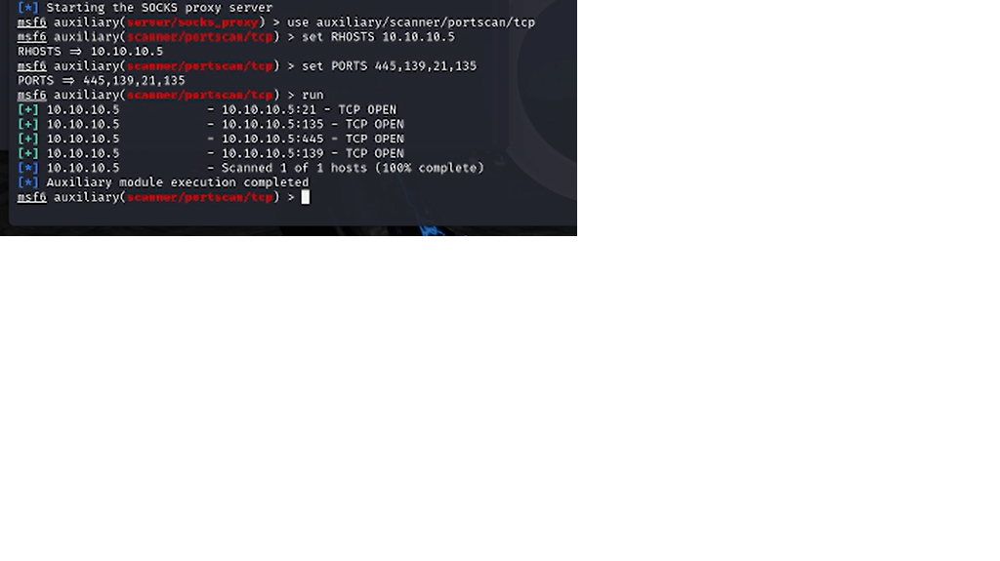 [*] Starting the SOCKS proxy server
msf6 auxiliary(server/socks_proxy) > use auxiliary/scanner/portscan/tcp
msf6 auxiliary(scanner/portscan/tcp) > set RHOSTS 10.10.10.5
RHOSTS ⇒ 10.10.10.5
msf6 auxiliary(scanner/portscan/tcp) > set PORTS 445,139,21,135
PORTS ⇒ 445,139,21,135
msf6 auxiliary(scanner/portscan/tcp) > run
[+] 10.10.10.5 - 10.10.10.5:21 - TCP OPEN
[+] 10.10.10.5 - 10.10.10.5:135 - TCP OPEN
[+] 10.10.10.5 - 10.10.10.5:445 - TCP OPEN
[+] 10.10.10.5 - 10.10.10.5:139 - TCP OPEN
[*] 10.10.10.5 - Scanned 1 of 1 hosts (100% complete)
[*] Auxiliary module execution completed
msf6 auxiliary(scanner/portscan/tcp) >